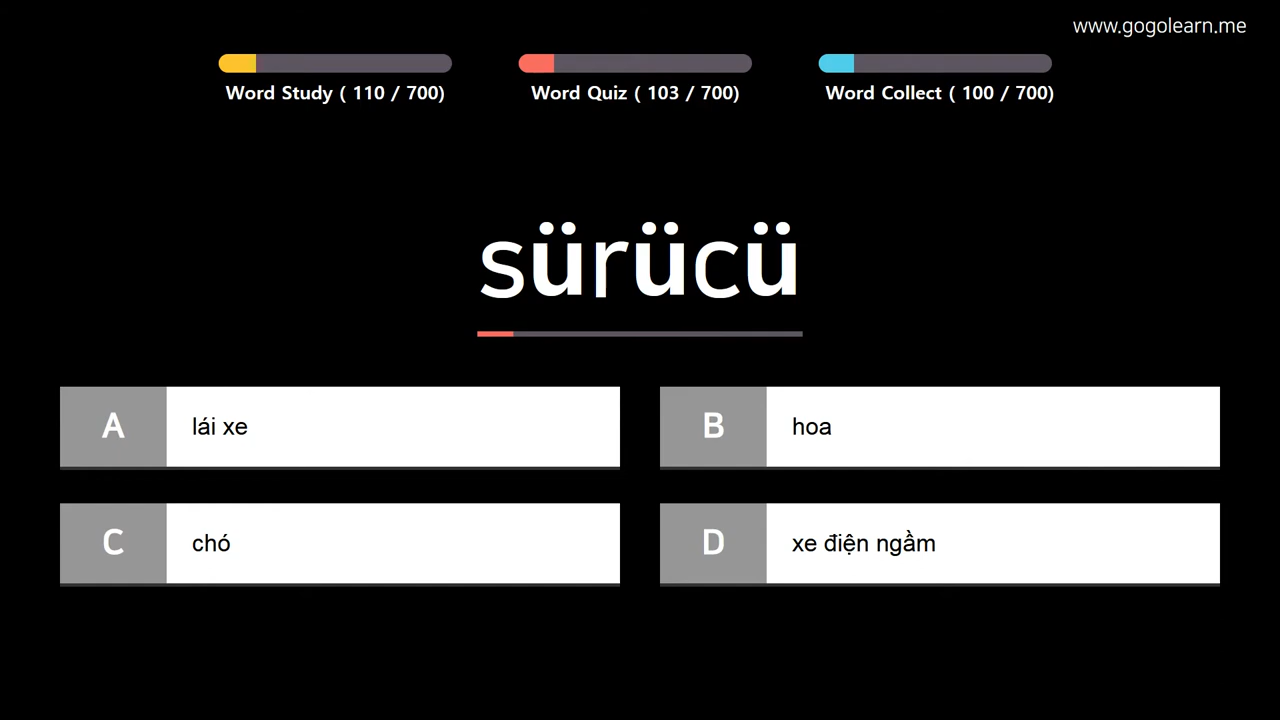 www.gogolearn.me
Word Study ( 110 / 700)
Word Quiz ( 103 / 700)
Word Collect ( 100 / 700)
sürücü
A lái xe
B hoa
C chó
D xe điện ngầm